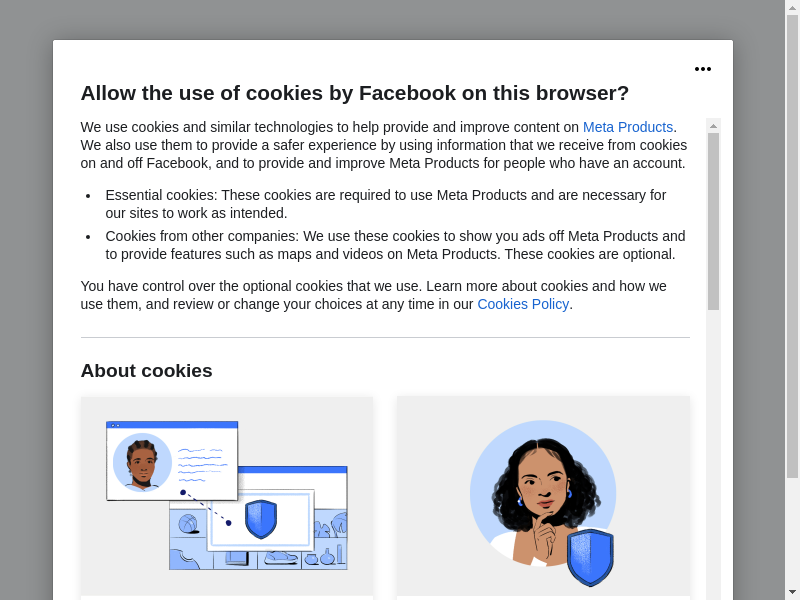 Allow the use of cookies by Facebook on this browser?
We use cookies and similar technologies to help provide and improve content on Meta Products.
We also use them to provide a safer experience by using information that we receive from cookies
on and off Facebook, and to provide and improve Meta Products for people who have an account.
• Essential cookies: These cookies are required to use Meta Products and are necessary for
our sites to work as intended.
• Cookies from other companies: We use these cookies to show you ads off Meta Products and
to provide features such as maps and videos on Meta Products. These cookies are optional.
You have control over the optional cookies that we use. Learn more about cookies and how we
use them, and review or change your choices at any time in our Cookies Policy.
About cookies